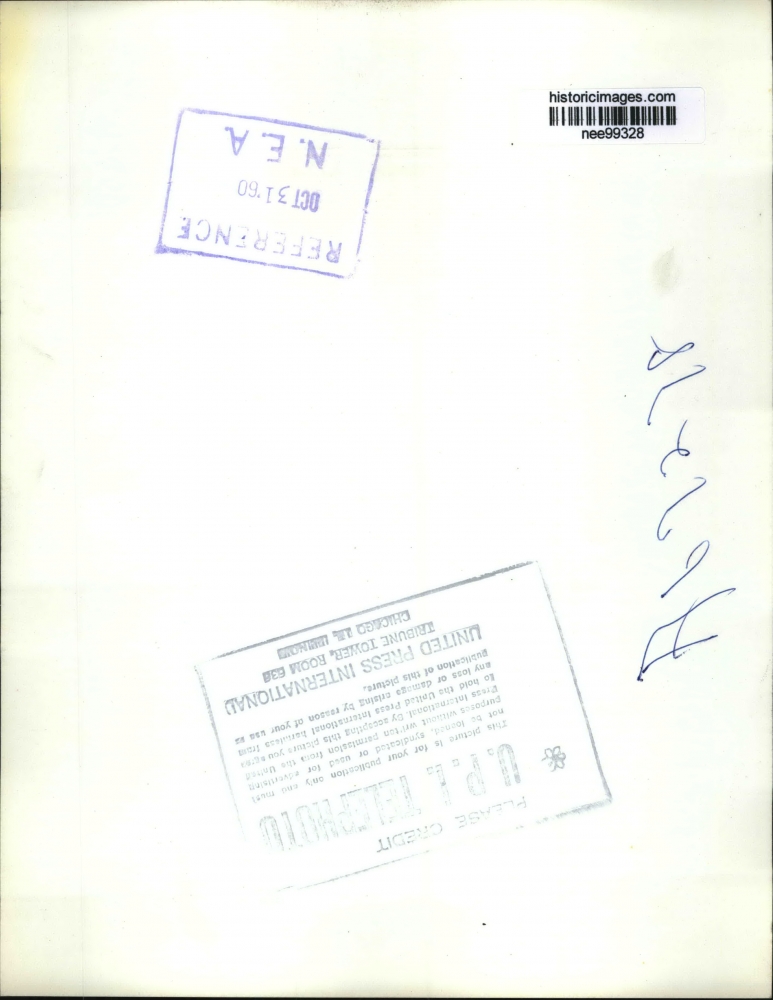 historicimages.com
nee99328
REFERENCE
OCT 31 '60
N.E.A.
PLEASE CREDIT
U.P.I. TELEPHOTO
This picture is for your publication only and must
not be loaned, syndicated or used for advertising
purposes without written permission from the United
Press International. By accepting this picture you agree
to hold the United Press International harmless from
any loss or damage arising by reason of your use
publication of this picture.
UNITED PRESS INTERNATIONAL
TRIBUNE TOWER, ROOM 638
CHICAGO ILLINOIS